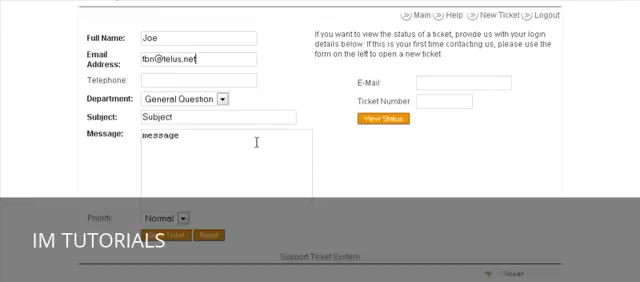 Main Help New Ticket Logout
Full Name: Joe
Email Address: tbn@telus,net
Telephone:
Department: General Question
Subject: Subject
Message: message
Priority Normal
Reset
If you want to view the status of a ticket, provide us with your login
details below. If this is your first time contacting us, please use the
form on the left to open a new ticket
E-Mail:
Ticket Number
View Status
IM TUTORIALS
Support Ticket System
Ticket